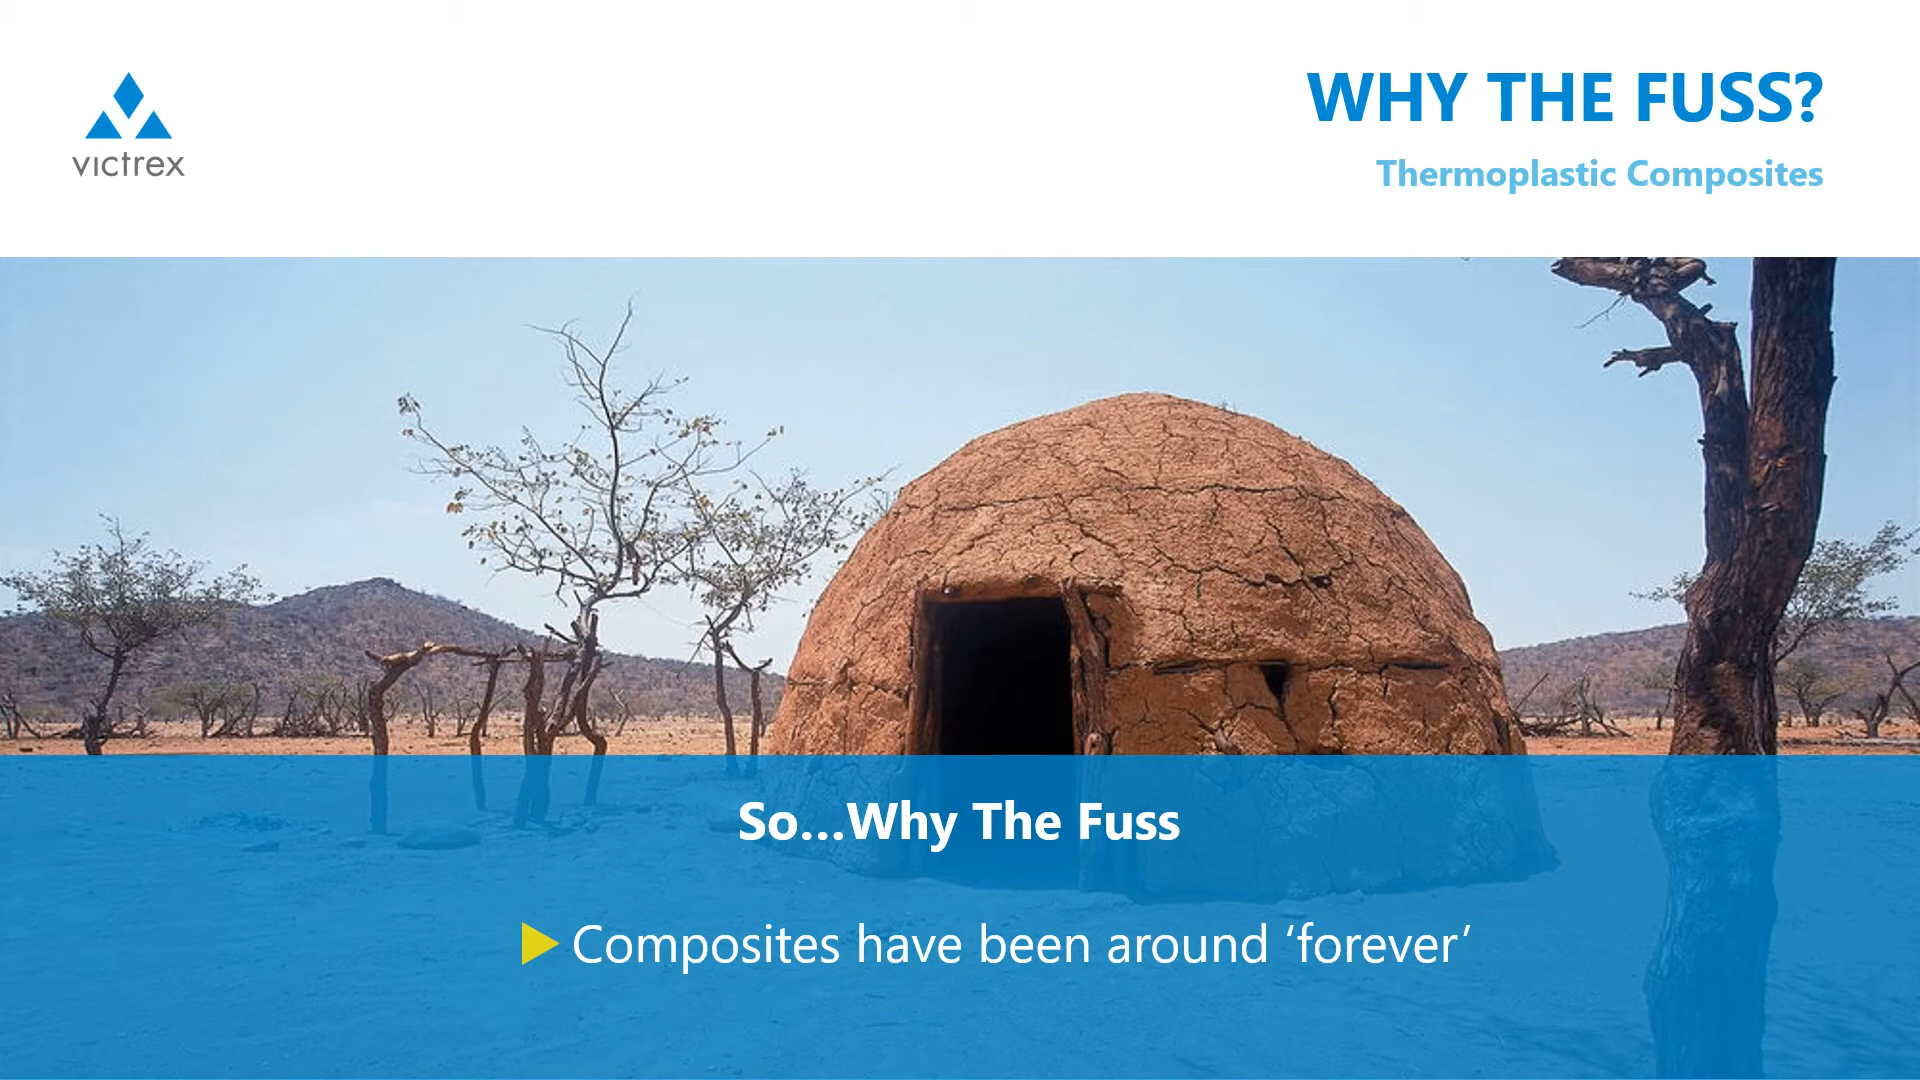 victrex
WHY THE FUSS?
Thermoplastic Composites
So...Why The Fuss
Composites have been around ‘forever’